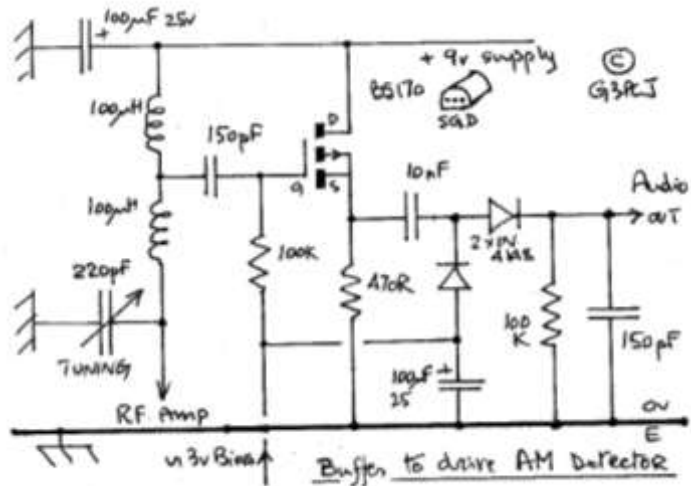 100µF 25v
+
+ 9v supply
©
G3PCJ
BS170
SGD
100µH
150pF
D
g
S
10nF
Audio
OUT
100µH
2 x 1N
4148
100K
470R
220pF
TUNING
100
K
150pF
100µF +
25
RF Amp
0v
E
3v Bias
Buffer to drive AM Detector